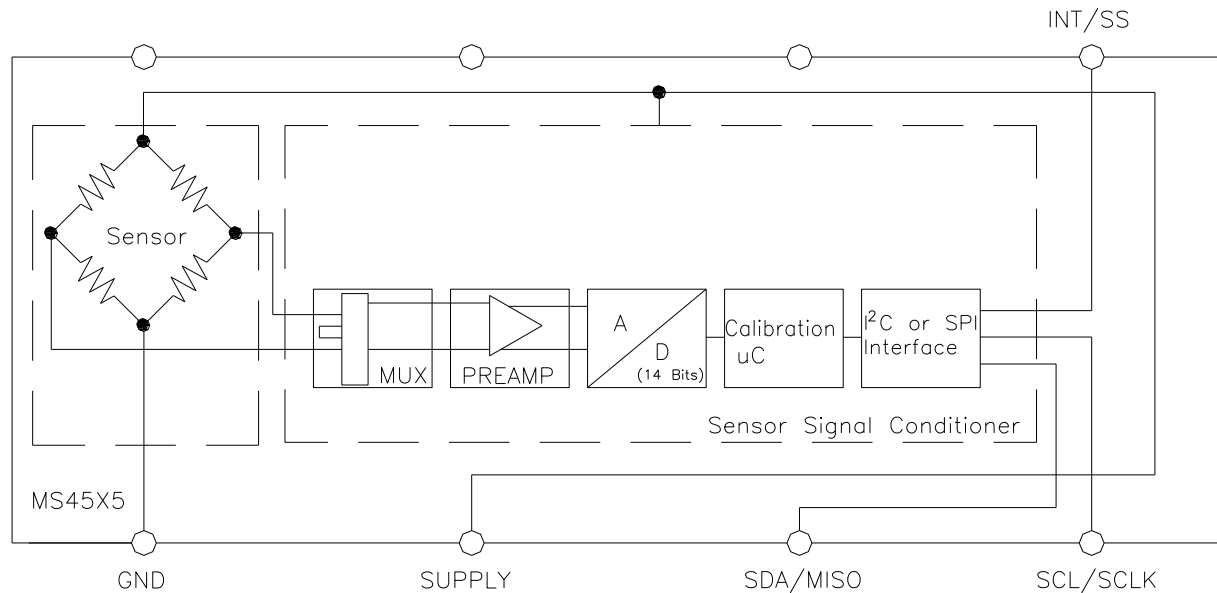 INT/SS
Sensor
MUX
PREAMP
A
D
(14 Bits)
Calibration
uC
I²C or SPI
Interface
Sensor Signal Conditioner
MS45X5
GND
SUPPLY
SDA/MISO
SCL/SCLK